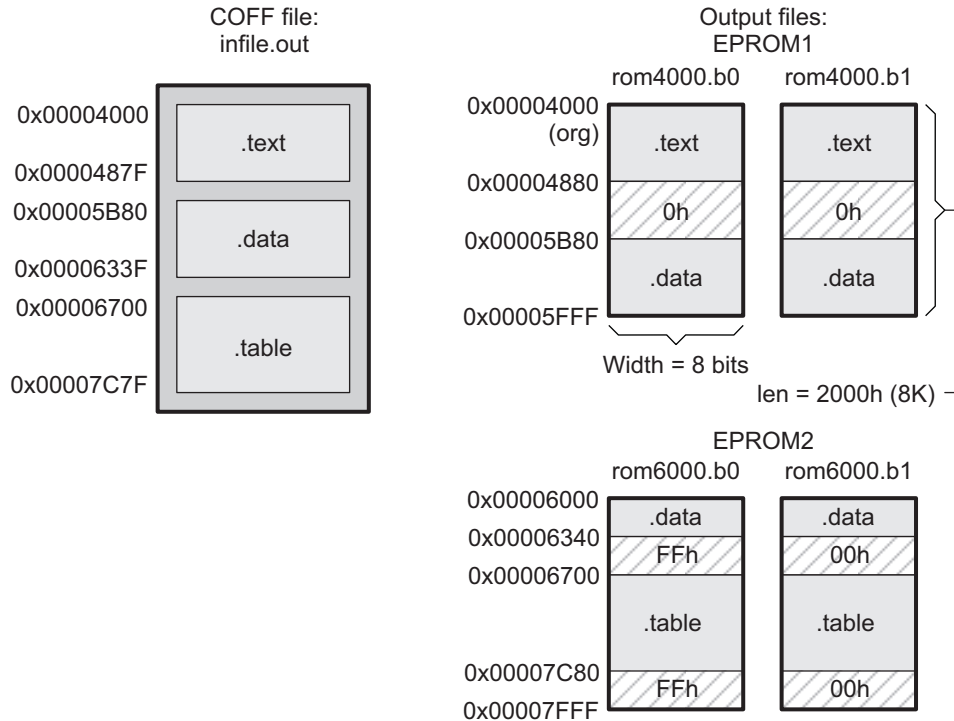 COFF file:
infile.out
0x00004000
.text
0x0000487F
0x00005B80
.data
0x0000633F
0x00006700
.table
0x00007C7F
Output files:
EPROM1
rom4000.b0
rom4000.b1
0x00004000
(org)
.text
.text
0x00004880
0h
0h
0x00005B80
.data
.data
0x00005FFF
Width = 8 bits
len = 2000h (8K)
EPROM2
rom6000.b0
rom6000.b1
0x00006000
.data
.data
0x00006340
FFh
00h
0x00006700
.table
.table
0x00007C80
FFh
00h
0x00007FFF